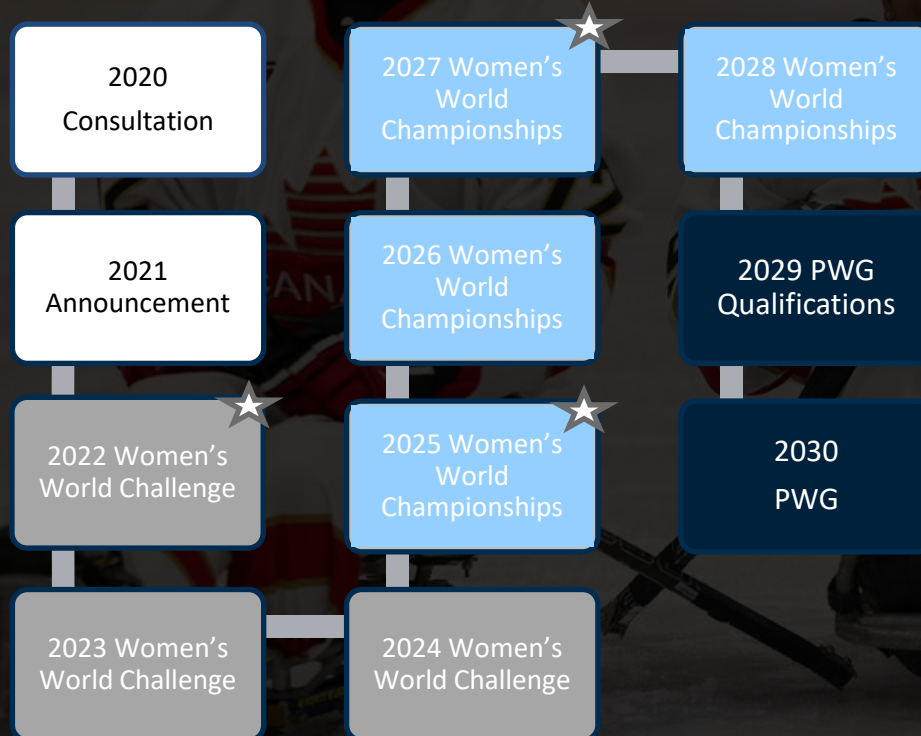 2020
Consultation
2021
Announcement
2022 Women's
World Challenge
2023 Women's
World Challenge
2024 Women's
World Challenge
2025 Women's
World
Championships
2026 Women's
World
Championships
2027 Women's
World
Championships
2028 Women's
World
Championships
2029 PWG
Qualifications
2030
PWG
CAN